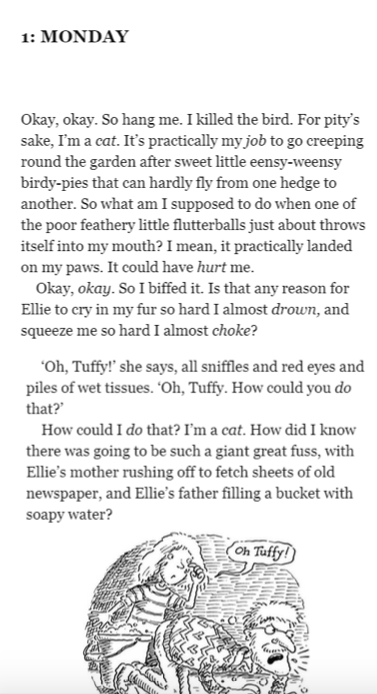 1: MONDAY
Okay, okay. So hang me. I killed the bird. For pity’s
sake, I’m a cat. It’s practically my job to go creeping
round the garden after sweet little eensy-weensy
birdy-pies that can hardly fly from one hedge to
another. So what am I supposed to do when one of
the poor feathery little flutterballs just about throws
itself into my mouth? I mean, it practically landed
on my paws. It could have hurt me.
Okay, okay. So I biffed it. Is that any reason for
Ellie to cry in my fur so hard I almost drown, and
squeeze me so hard I almost choke?
‘Oh, Tuffy!’ she says, all sniffles and red eyes and
piles of wet tissues. ‘Oh, Tuffy. How could you do
that?’
How could I do that? I’m a cat. How did I know
there was going to be such a giant great fuss, with
Ellie’s mother rushing off to fetch sheets of old
newspaper, and Ellie’s father filling a bucket with
soapy water?
Oh Tuffy!